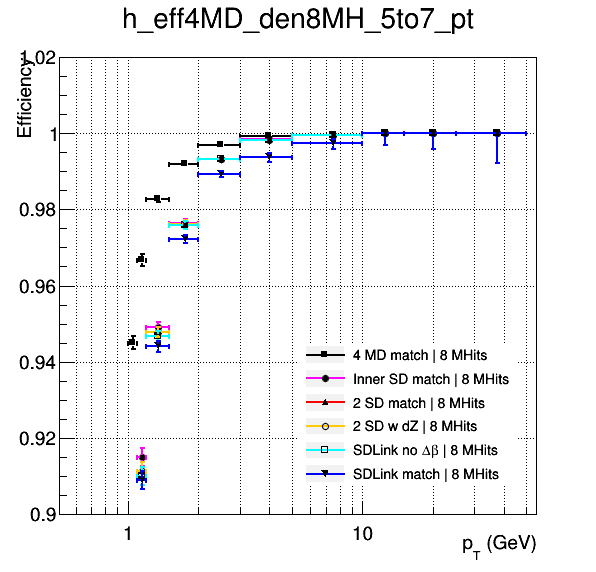 h_eff4MD_den8MH_5to7_pt
Efficiency
1.02
1
0.98
0.96
0.94
0.92
0.9
4 MD match | 8 MHits
Inner SD match | 8 MHits
2 SD match | 8 MHits
2 SD w dZ | 8 MHits
SDLink no Δβ | 8 MHits
SDLink match | 8 MHits
1
10
p_T (GeV)